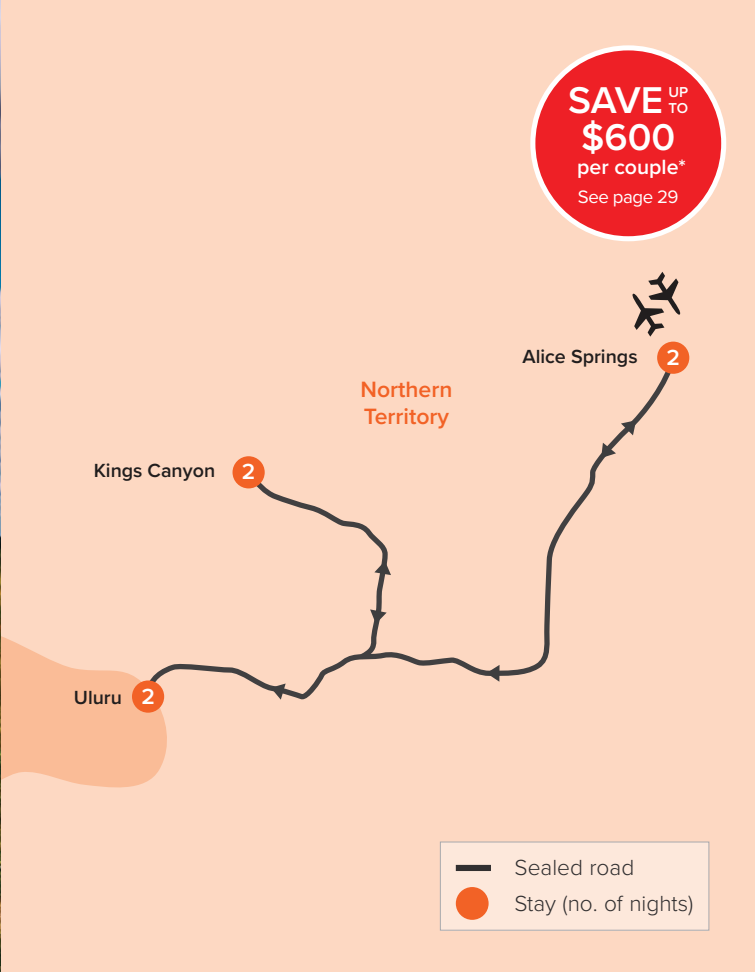 SAVE UP TO
$600
per couple*
See page 29
Alice Springs 2
Northern
Territory
Kings Canyon 2
Uluru 2
Sealed road
Stay (no. of nights)